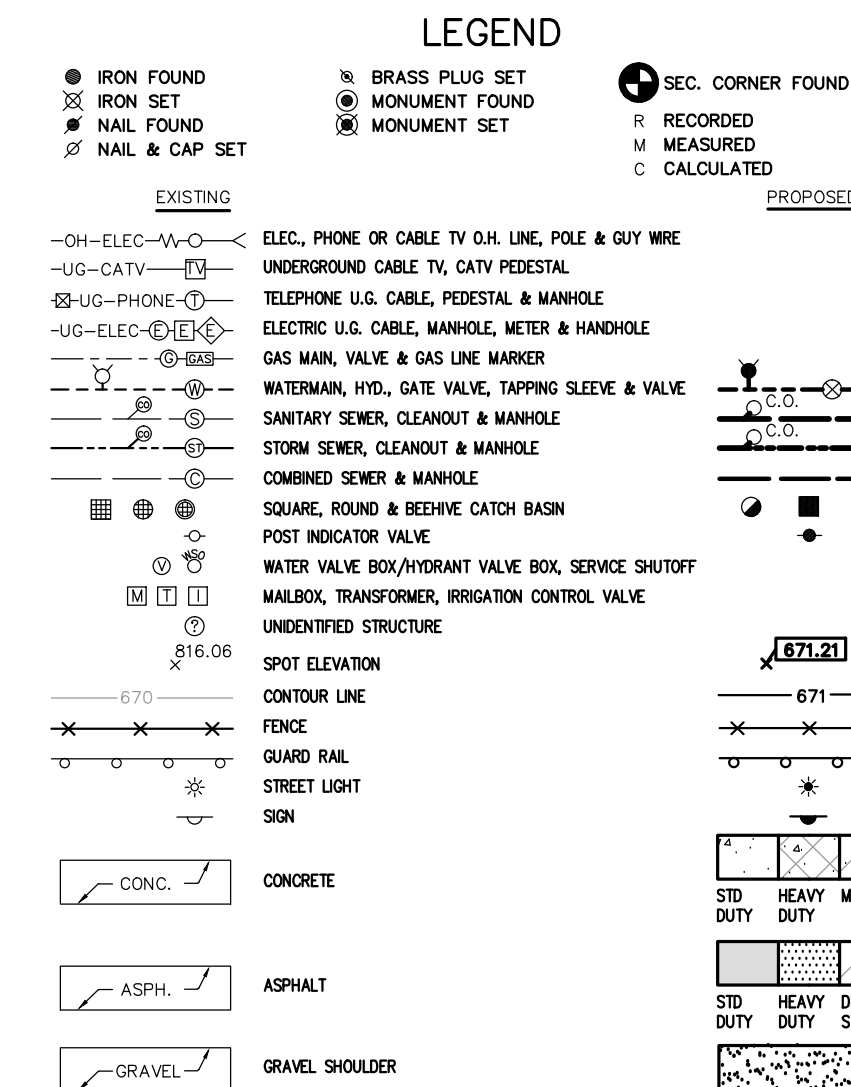 LEGEND
IRON FOUND
IRON SET
NAIL FOUND
NAIL & CAP SET
BRASS PLUG SET
MONUMENT FOUND
MONUMENT SET
SEC. CORNER FOUND
R RECORDED
M MEASURED
C CALCULATED
EXISTING
PROPOSED
OH-ELEC ELEC., PHONE OR CABLE TV O.H. LINE, POLE & GUY WIRE
UG-CATV TV UNDERGROUND CABLE TV, CATV PEDESTAL
UG-PHONE T TELEPHONE U.G. CABLE, PEDESTAL & MANHOLE
UG-ELEC E E E ELECTRIC U.G. CABLE, MANHOLE, METER & HANDHOLE
G GAS GAS MAIN, VALVE & GAS LINE MARKER
W WATERMAIN, HYD., GATE VALVE, TAPPING SLEEVE & VALVE
CO S SANITARY SEWER, CLEANOUT & MANHOLE C.O.
CO ST STORM SEWER, CLEANOUT & MANHOLE C.O.
C COMBINED SEWER & MANHOLE
SQUARE, ROUND & BEEHIVE CATCH BASIN
POST INDICATOR VALVE
V WSO WATER VALVE BOX/HYDRANT VALVE BOX, SERVICE SHUTOFF
M T I MAILBOX, TRANSFORMER, IRRIGATION CONTROL VALVE
? UNIDENTIFIED STRUCTURE
816.06 SPOT ELEVATION 671.21
670 CONTOUR LINE 671
FENCE
GUARD RAIL
STREET LIGHT
SIGN
CONC. CONCRETE
STD HEAVY M
DUTY DUTY
ASPH. ASPHALT
STD HEAVY D
DUTY DUTY S
GRAVEL GRAVEL SHOULDER